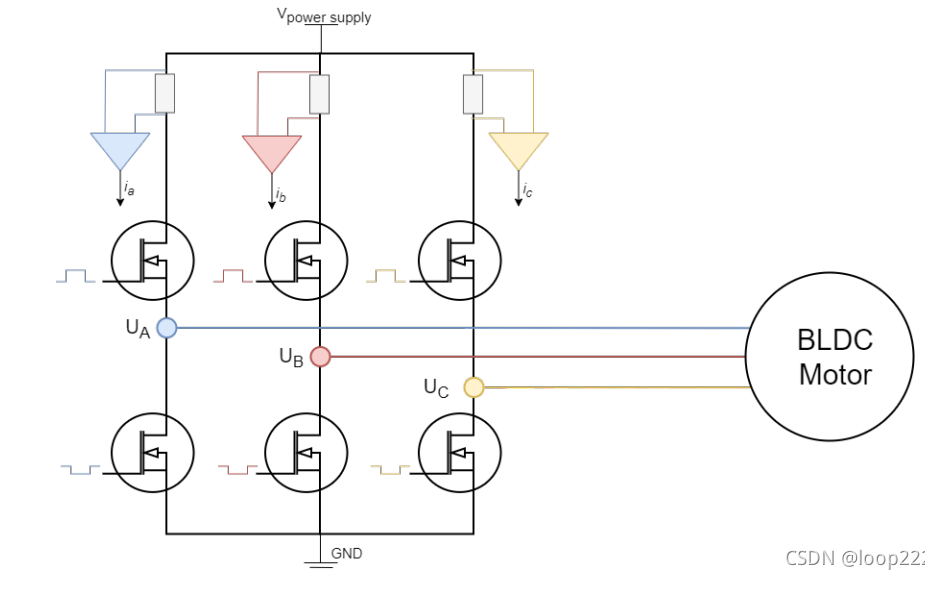 Vpower supply
ia
ib
ic
UA
UB
UC
BLDC
Motor
GND
CSDN @loop222